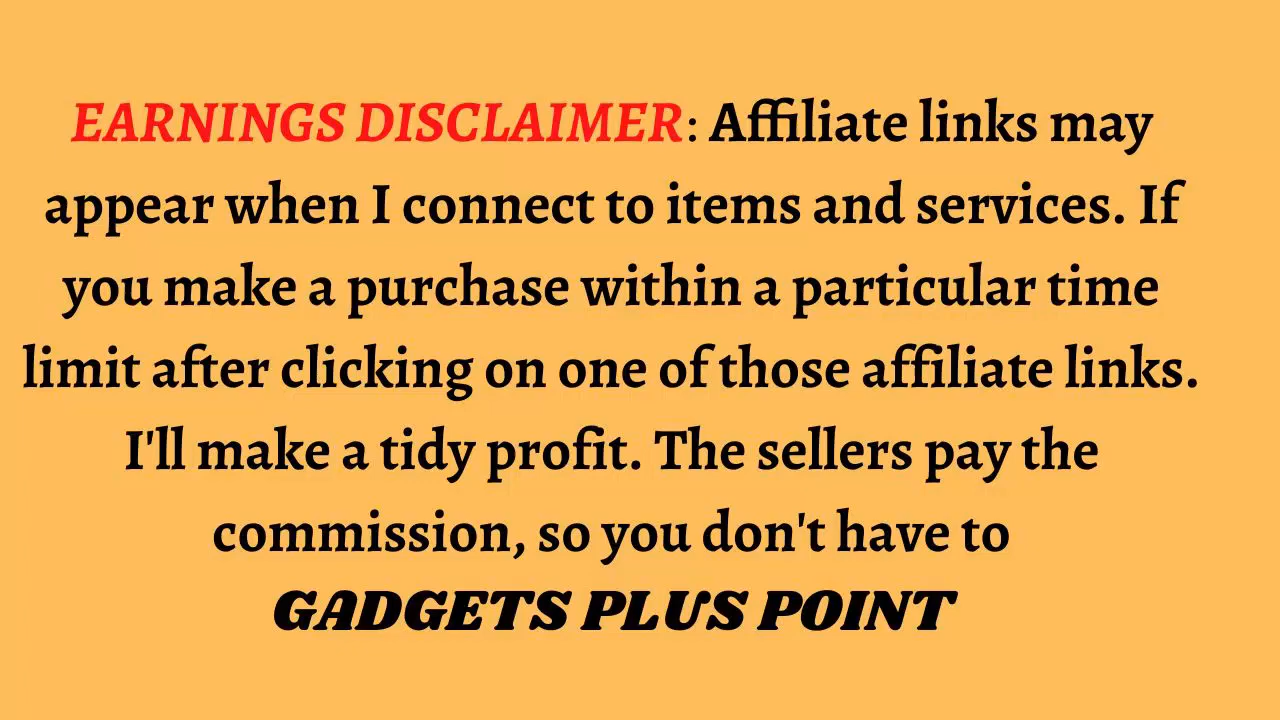 EARNINGS DISCLAIMER: Affiliate links may
appear when I connect to items and services. If
you make a purchase within a particular time
limit after clicking on one of those affiliate links.
I'll make a tidy profit. The sellers pay the
commission, so you don't have to
GADGETS PLUS POINT